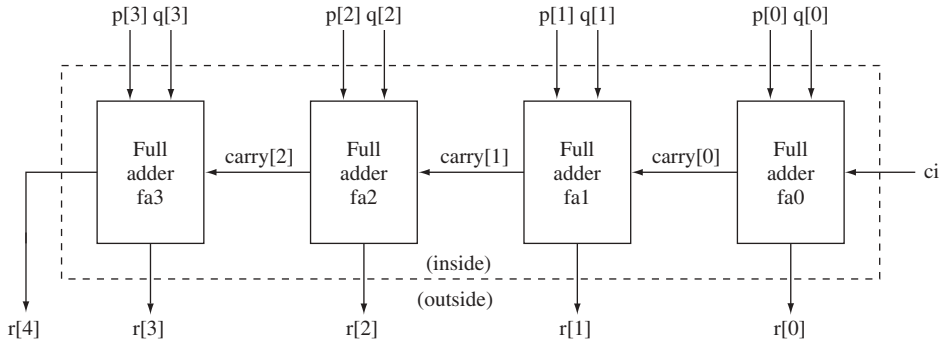 p[3] q[3]
p[2] q[2]
p[1] q[1]
p[0] q[0]
Full
adder
fa3
carry[2]
Full
adder
fa2
carry[1]
Full
adder
fa1
carry[0]
Full
adder
fa0
ci
(inside)
(outside)
r[4]
r[3]
r[2]
r[1]
r[0]